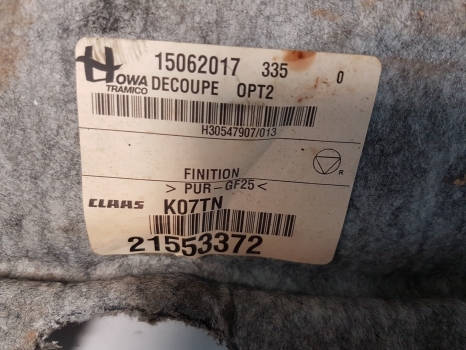 HOWA 15062017 335 0
TRAMICO DECOUPE OPT2
H30547907/013
FINITION
> PUR-GF25 <
R
CLAAS K07TN
21553372